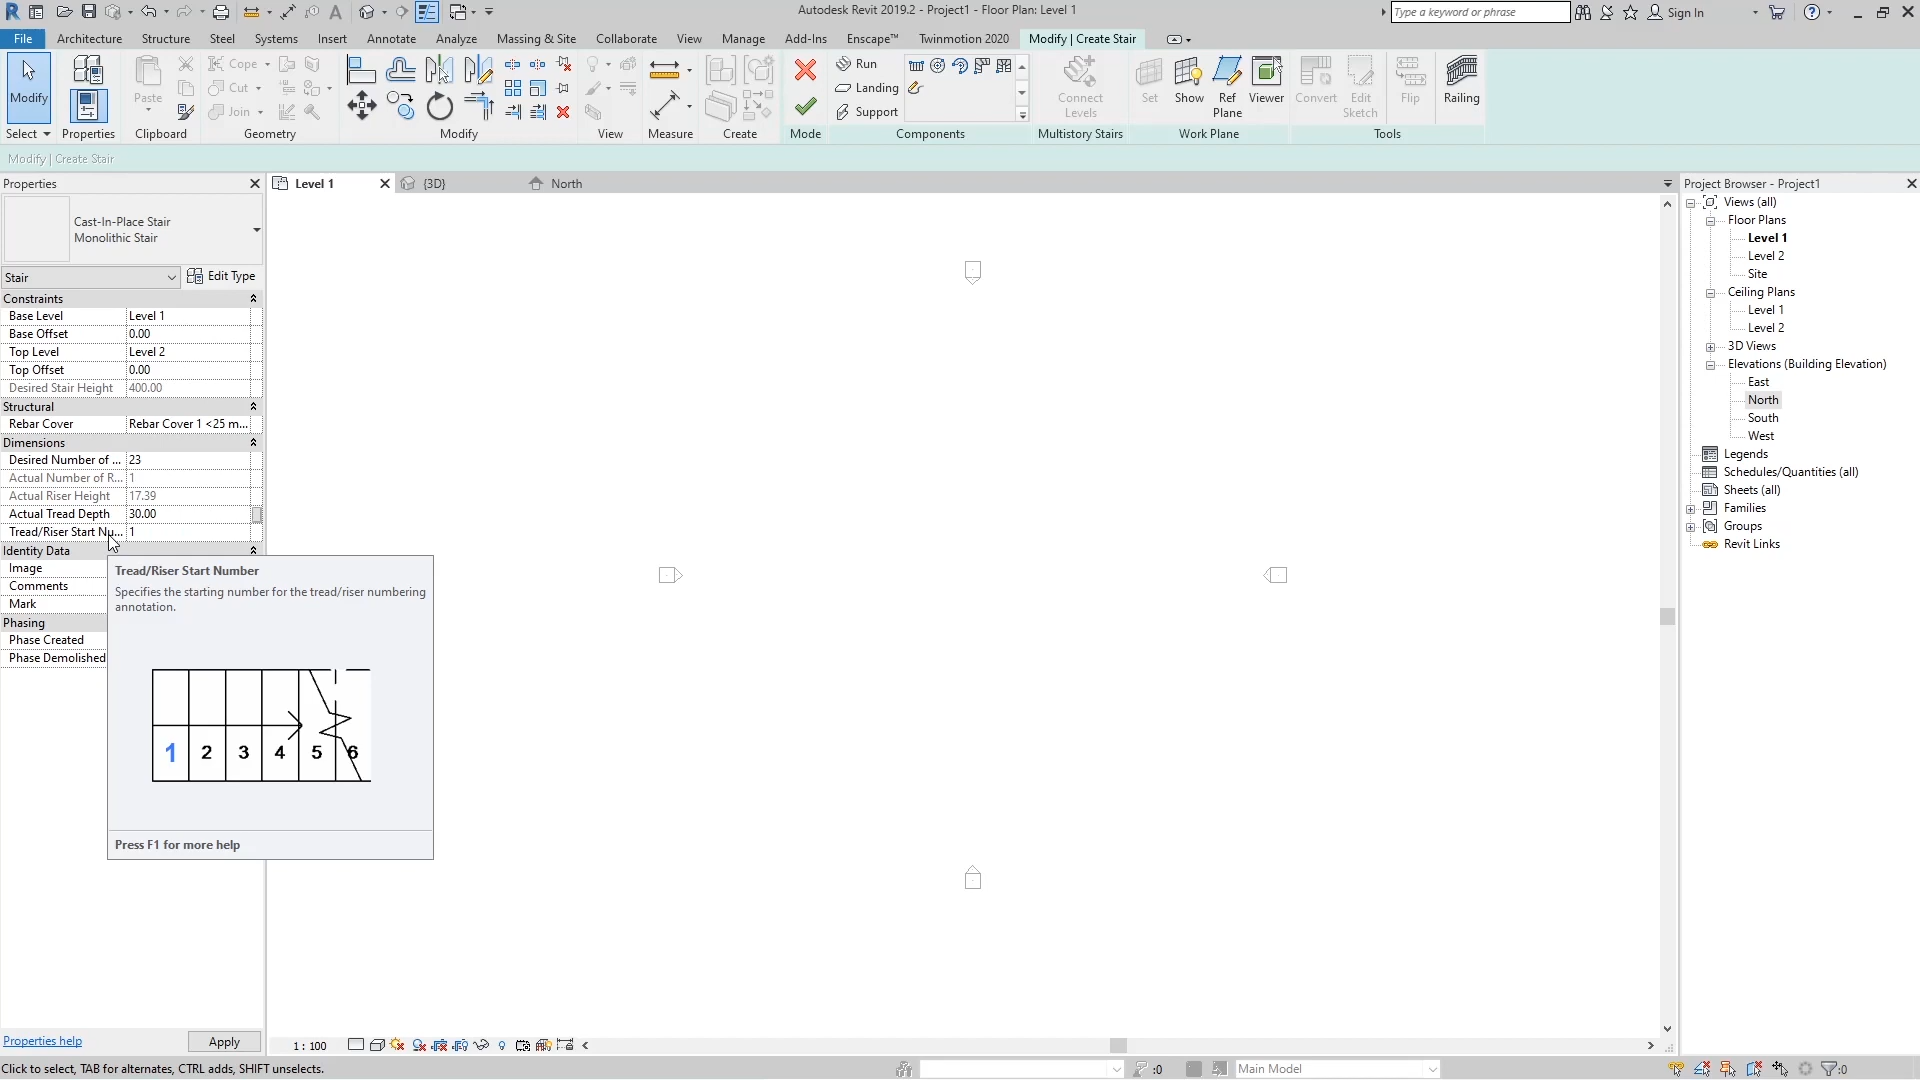 Autodesk Revit 2019.2 - Project1 - Floor Plan: Level 1
Type a keyword or phrase
Sign In
File Architecture Structure Steel Systems Insert Annotate Analyze Massing & Site Collaborate View Manage Add-Ins Enscape™ Twinmotion 2020 Modify | Create Stair
Modify
Paste
Cope
Cut
Join
Run
Landing
Support
Connect
Levels
Set
Show
Ref
Plane
Viewer
Convert
Edit
Sketch
Flip
Railing
Select Properties Clipboard Geometry Modify View Measure Create Mode Components Multistory Stairs Work Plane Tools
Modify | Create Stair
Properties
Level 1
{3D}
North
Project Browser - Project1
Cast-In-Place Stair
Monolithic Stair
Stair
Edit Type
Constraints
Base Level Level 1
Base Offset 0.00
Top Level Level 2
Top Offset 0.00
Desired Stair Height 400.00
Structural
Rebar Cover Rebar Cover 1 <25 m...
Dimensions
Desired Number of ... 23
Actual Number of R... 1
Actual Riser Height 17.39
Actual Tread Depth 30.00
Tread/Riser Start Nu... 1
Identity Data
Image
Comments
Mark
Phasing
Phase Created
Phase Demolished
Tread/Riser Start Number
Specifies the starting number for the tread/riser numbering
annotation.
1 2 3 4 5 6
Press F1 for more help
Views (all)
Floor Plans
Level 1
Level 2
Site
Ceiling Plans
Level 1
Level 2
3D Views
Elevations (Building Elevation)
East
North
South
West
Legends
Schedules/Quantities (all)
Sheets (all)
Families
Groups
Revit Links
Properties help
Apply
1 : 100
Click to select, TAB for alternates, CTRL adds, SHIFT unselects.
:0
Main Model
:0